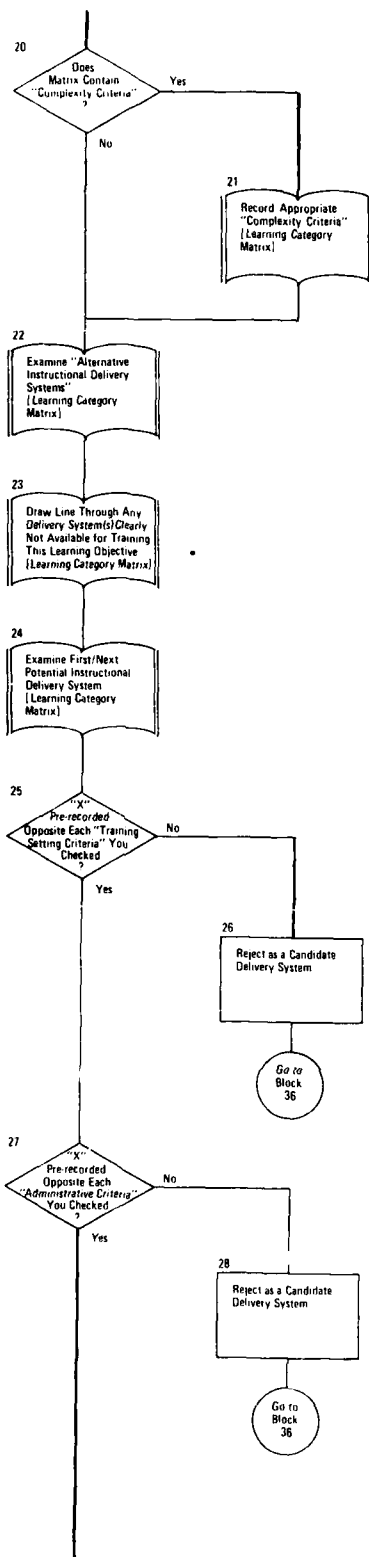 20
Does
Matrix Contain
"Complexity Criteria"
?
Yes
No
21
Record Appropriate
"Complexity Criteria"
[Learning Category
Matrix]
22
Examine "Alternative
Instructional Delivery
Systems"
[Learning Category
Matrix]
23
Draw Line Through Any
Delivery System(s) Clearly
Not Available for Training
This Learning Objective
[Learning Category Matrix]
24
Examine First/Next
Potential Instructional
Delivery System
[Learning Category
Matrix]
25
"X"
Pre-recorded
Opposite Each "Training
Setting Criteria" You
Checked
?
No
Yes
26
Reject as a Candidate
Delivery System
Go to
Block
36
27
"X"
Pre-recorded
Opposite Each
"Administrative Criteria"
You Checked
?
No
Yes
28
Reject as a Candidate
Delivery System
Go to
Block
36